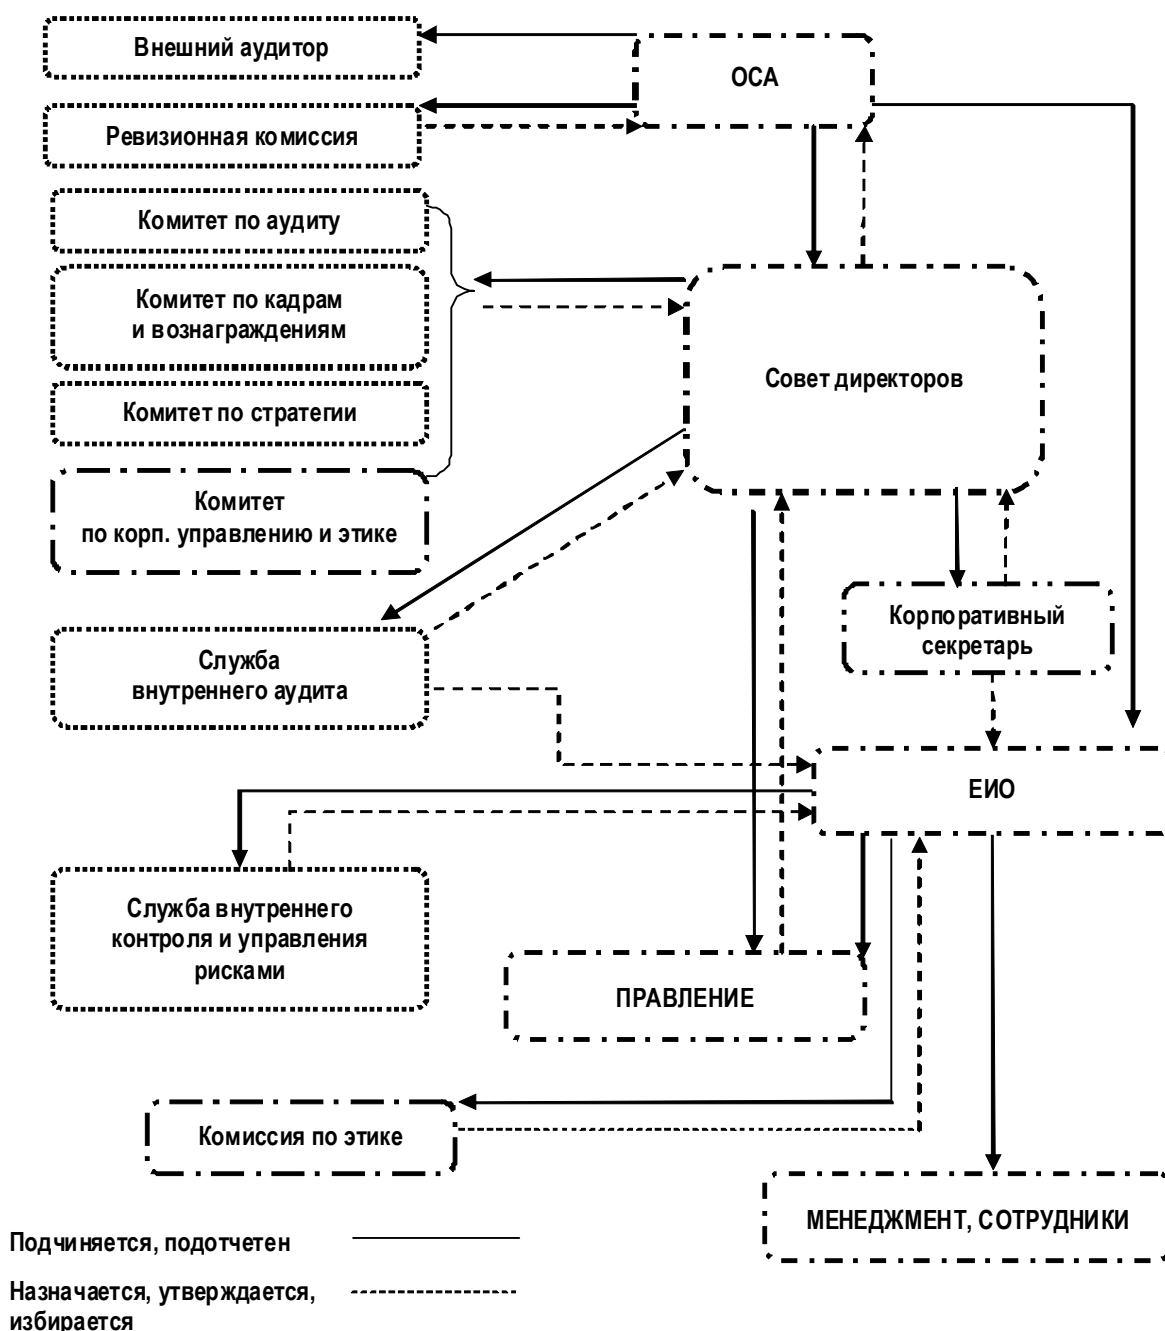 Внешний аудитор
ОСА
Ревизионная комиссия
Комитет по аудиту
Комитет по кадрам
и вознаграждениям
Совет директоров
Комитет по стратегии
Комитет
по корп. управлению и этике
Корпоративный
секретарь
Служба
внутреннего аудита
ЕИО
Служба внутреннего
контроля и управления
рисками
ПРАВЛЕНИЕ
Комиссия по этике
МЕНЕДЖМЕНТ, СОТРУДНИКИ
Подчиняется, подотчетен
Назначается, утверждается,
избирается